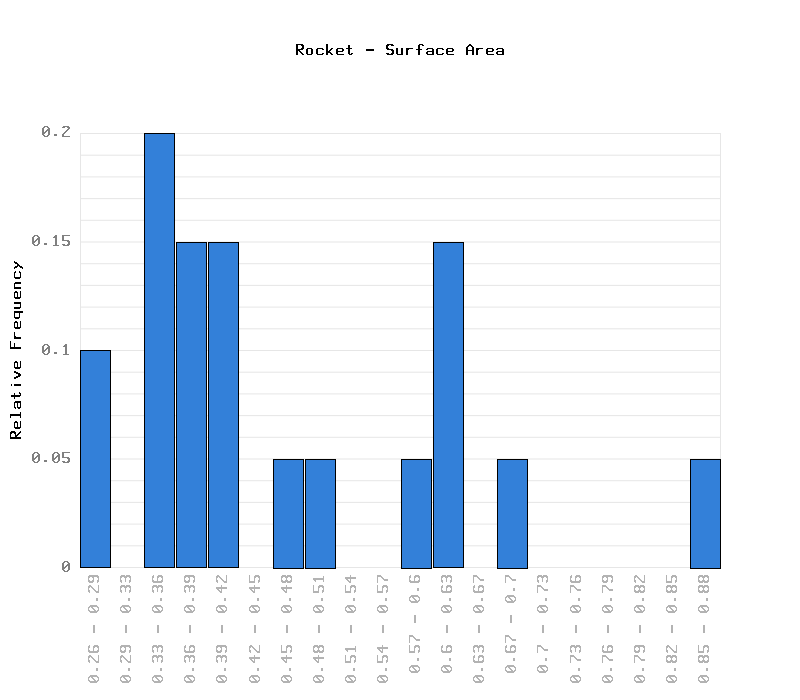 Rocket - Surface Area
Relative Frequency
0.2
0.15
0.1
0.05
0
0.26 - 0.29
0.29 - 0.33
0.33 - 0.36
0.36 - 0.39
0.39 - 0.42
0.42 - 0.45
0.45 - 0.48
0.48 - 0.51
0.51 - 0.54
0.54 - 0.57
0.57 - 0.6
0.6 - 0.63
0.63 - 0.67
0.67 - 0.7
0.7 - 0.73
0.73 - 0.76
0.76 - 0.79
0.79 - 0.82
0.82 - 0.85
0.85 - 0.88